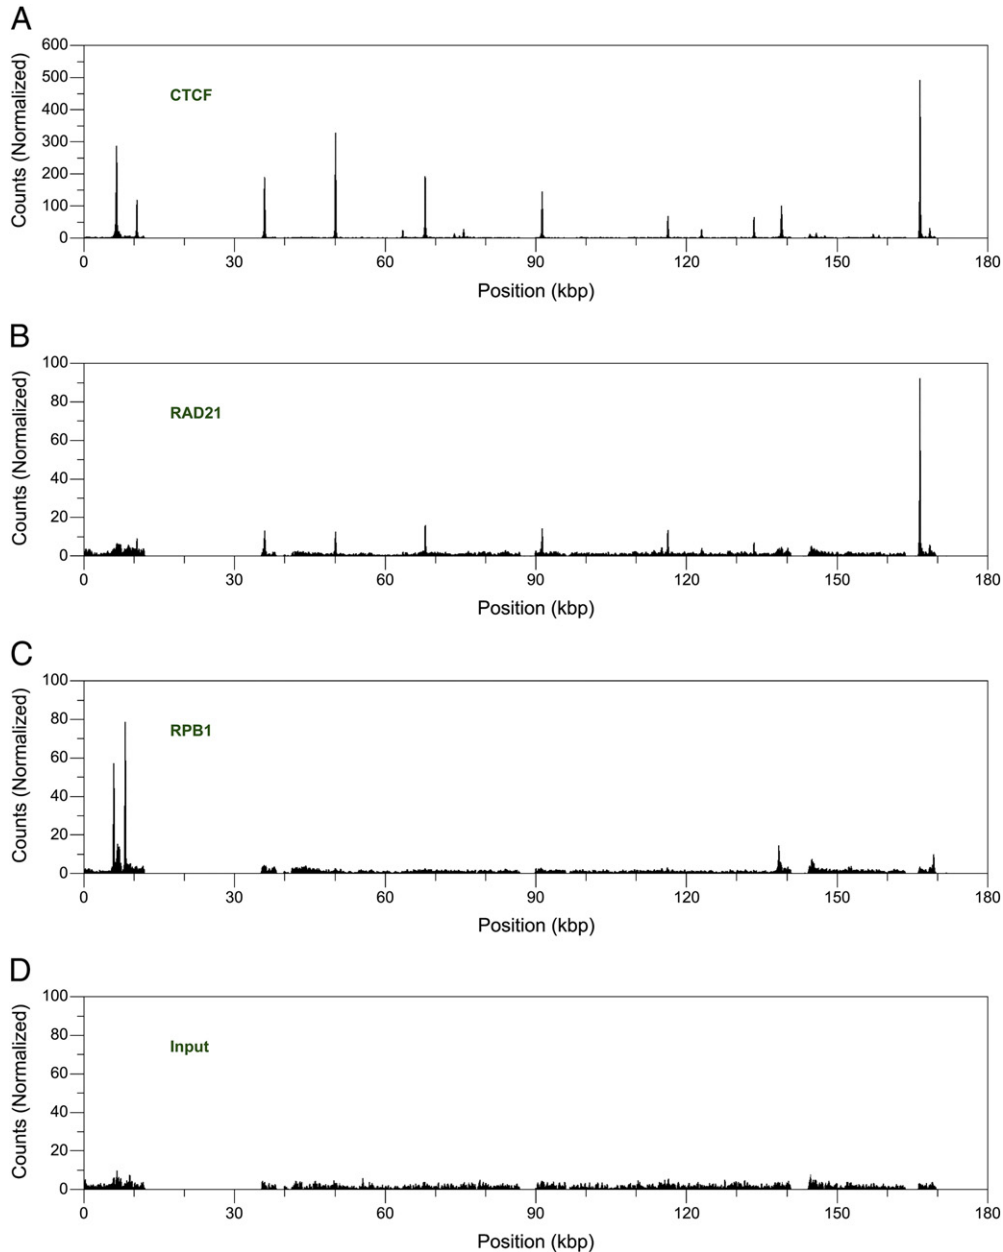 A
Counts (Normalized)
600
500
400
300
200
100
0
CTCF
0 30 60 90 120 150 180
Position (kbp)
B
Counts (Normalized)
100
80
60
40
20
0
RAD21
0 30 60 90 120 150 180
Position (kbp)
C
Counts (Normalized)
100
80
60
40
20
0
RPB1
0 30 60 90 120 150 180
Position (kbp)
D
Counts (Normalized)
100
80
60
40
20
0
Input
0 30 60 90 120 150 180
Position (kbp)